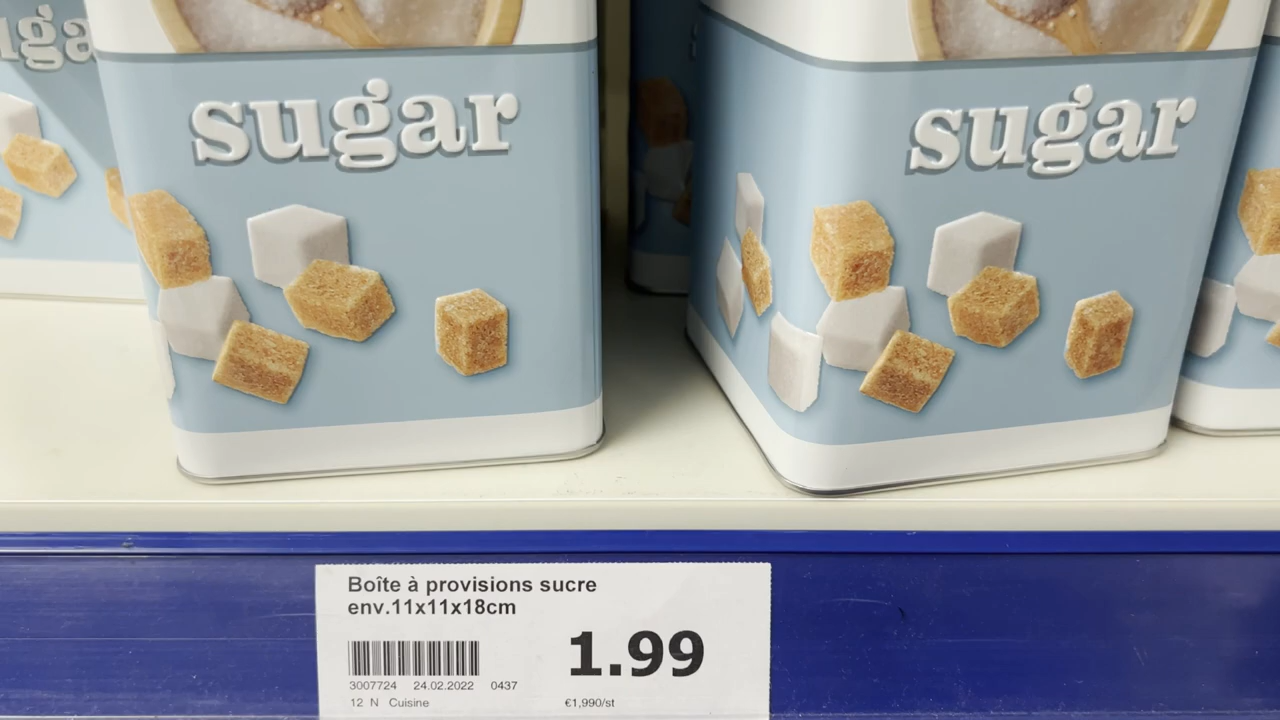 sugar
sugar
Boîte à provisions sucre
env.11x11x18cm
1.99
3007724 24.02.2022 0437
12 N Cuisine
€1,990/st